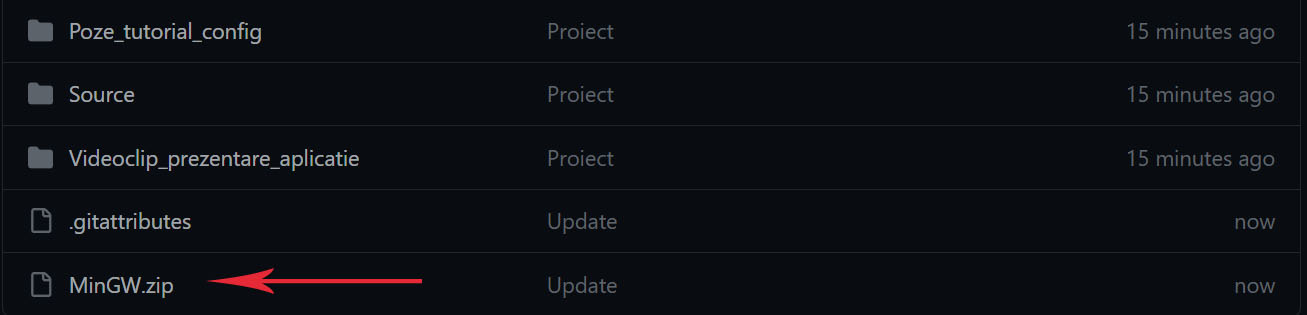 Poze_tutorial_config Proiect 15 minutes ago
Source Proiect 15 minutes ago
Videoclip_prezentare_aplicatie Proiect 15 minutes ago
.gitattributes Update now
MinGW.zip Update now